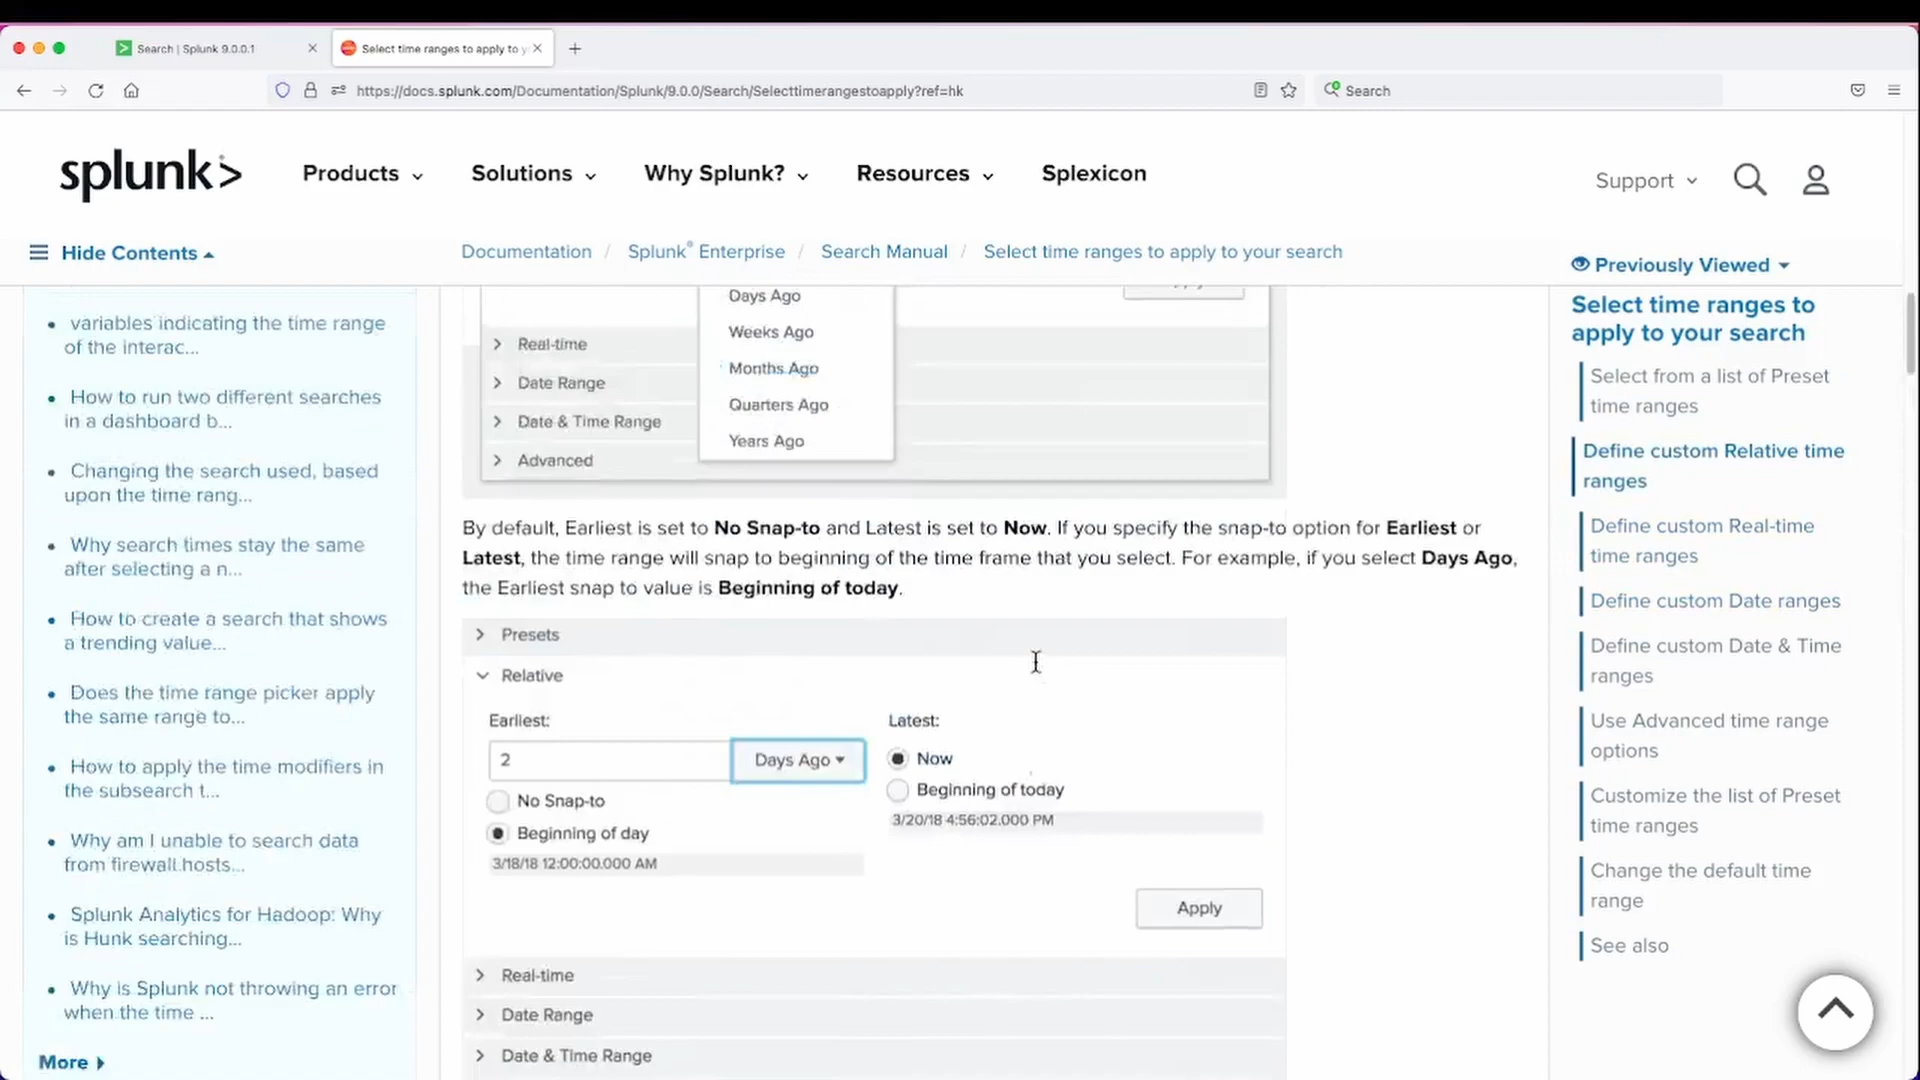 Search | Splunk 9.0.0.1
Select time ranges to apply to y
https://docs.splunk.com/Documentation/Splunk/9.0.0/Search/Selecttimerangestoapply?ref=hk
Search
splunk>
Products
Solutions
Why Splunk?
Resources
Splexicon
Support
Hide Contents
Documentation / Splunk® Enterprise / Search Manual / Select time ranges to apply to your search
Previously Viewed
variables indicating the time range
of the interac...
How to run two different searches
in a dashboard b...
Changing the search used, based
upon the time rang...
Why search times stay the same
after selecting a n...
How to create a search that shows
a trending value...
Does the time range picker apply
the same range to...
How to apply the time modifiers in
the subsearch t...
Why am I unable to search data
from firewall hosts...
Splunk Analytics for Hadoop: Why
is Hunk searching...
Why is Splunk not throwing an error
when the time ...
More
Days Ago
Weeks Ago
Months Ago
Quarters Ago
Years Ago
Real-time
Date Range
Date & Time Range
Advanced
By default, Earliest is set to No Snap-to and Latest is set to Now. If you specify the snap-to option for Earliest or
Latest, the time range will snap to beginning of the time frame that you select. For example, if you select Days Ago,
the Earliest snap to value is Beginning of today.
Presets
Relative
Earliest:
2
Days Ago
No Snap-to
Beginning of day
3/18/18 12:00:00.000 AM
Latest:
Now
Beginning of today
3/20/18 4:56:02.000 PM
Apply
Real-time
Date Range
Date & Time Range
Select time ranges to
apply to your search
Select from a list of Preset
time ranges
Define custom Relative time
ranges
Define custom Real-time
time ranges
Define custom Date ranges
Define custom Date & Time
ranges
Use Advanced time range
options
Customize the list of Preset
time ranges
Change the default time
range
See also